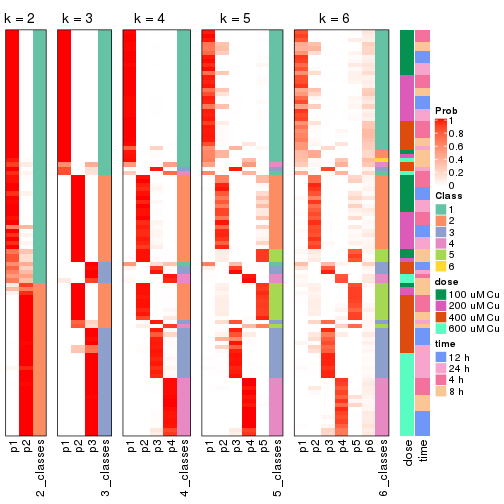 k = 2
k = 3
k = 4
k = 5
k = 6
p1
p2
2_classes
p1
p2
p3
3_classes
p1
p2
p3
p4
4_classes
p1
p2
p3
p4
p5
5_classes
p1
p2
p3
p4
p5
p6
6_classes
dose
time
Prob
1
0.8
0.6
0.4
0.2
0
Class
1
2
3
4
5
6
dose
100 uM Cu
200 uM Cu
400 uM Cu
600 uM Cu
time
12 h
24 h
4 h
8 h